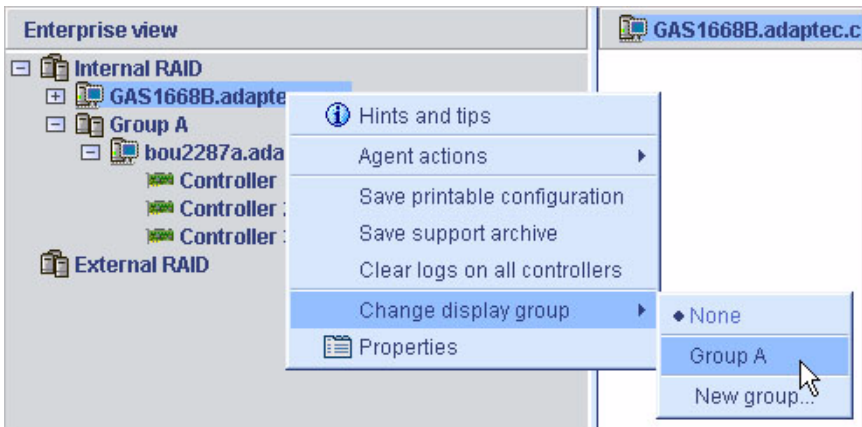 Enterprise view
GAS1668B.adaptec.c
Internal RAID
GAS1668B.adapte
Group A
bou2287a.ada
Controller
Controller
Controller
External RAID
Hints and tips
Agent actions
Save printable configuration
Save support archive
Clear logs on all controllers
Change display group
Properties
None
Group A
New group...